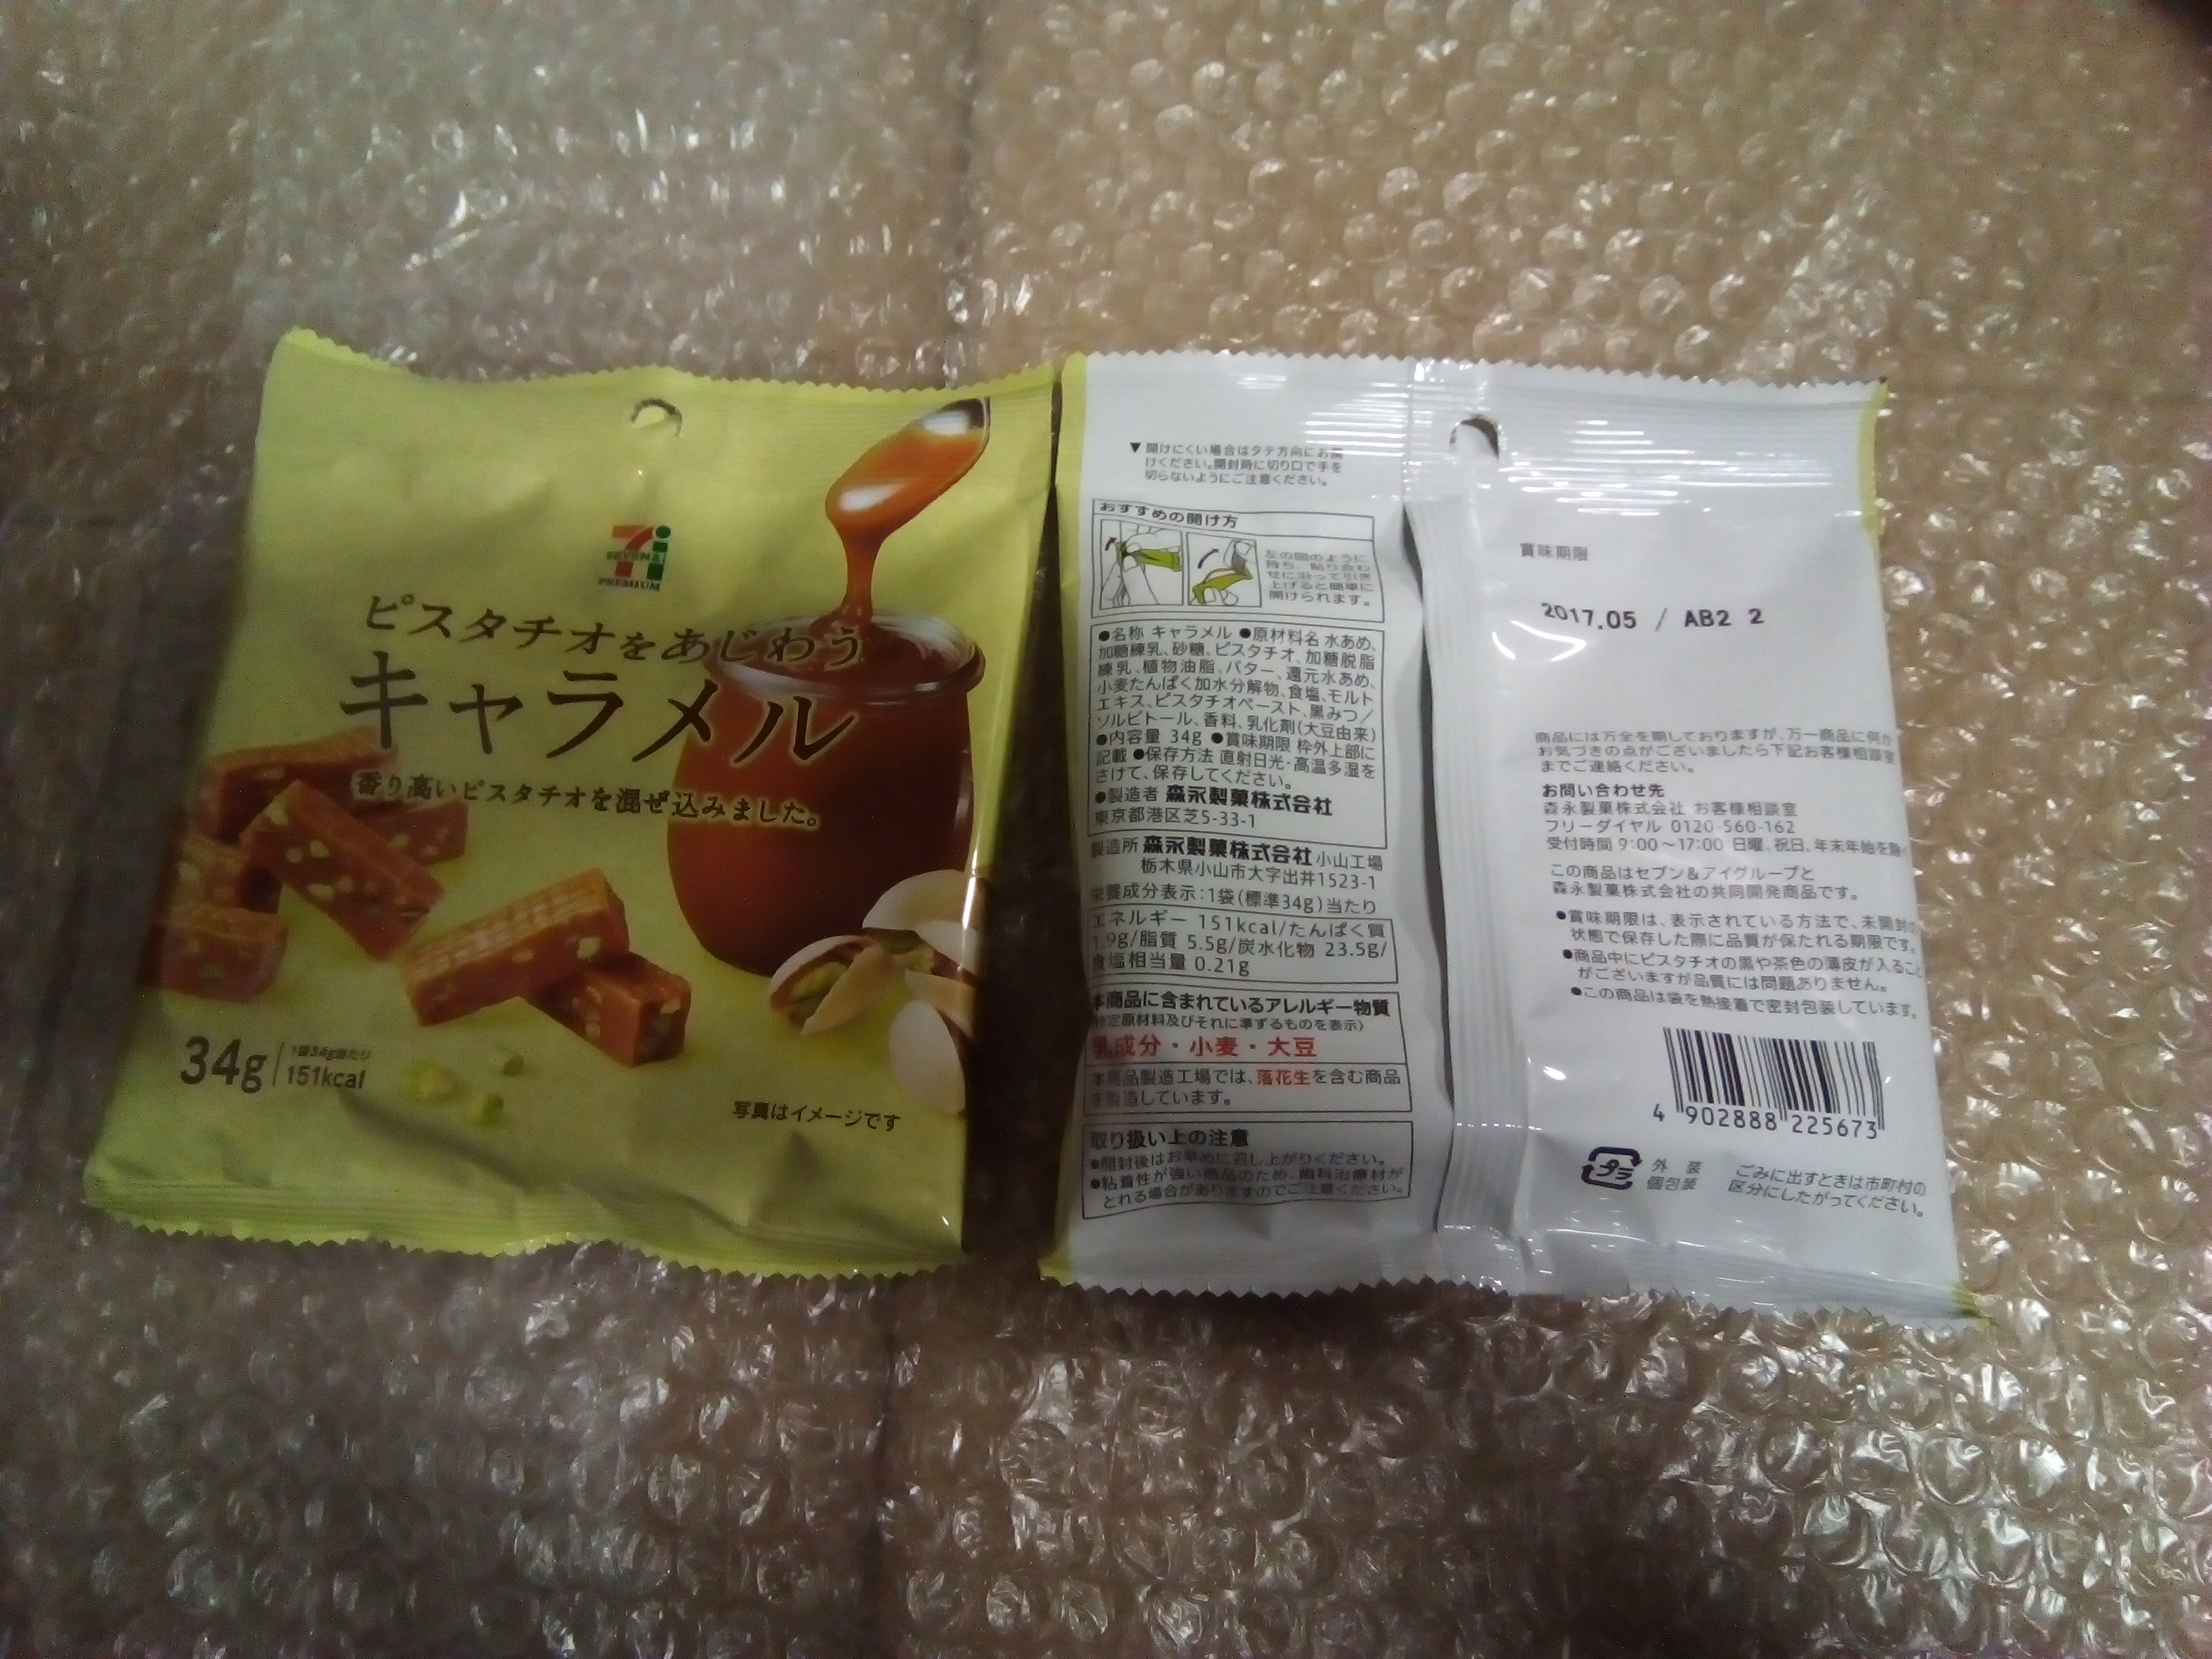 SEVEN&i
PREMIUM
ピスタチオをあじわう
キャラメル
香り高いピスタチオを混ぜ込みました。
34g
1袋34g当たり
151kcal
写真はイメージです
▼開けにくい場合はタテ方向にお開
けください。開封時に切り口で手を
切らないようにご注意ください。
おすすめの開け方
左の図のように
持ち、貼り合わ
せに沿って引き
上げると簡単に
開けられます。
●名称 キャラメル ●原材料名 水あめ、
加糖練乳、砂糖、ピスタチオ、加糖脱脂
練乳、植物油脂、バター、還元水あめ、
小麦たんぱく加水分解物、食塩、モルト
エキス、ピスタチオペースト、黒みつ／
ソルビトール、香料、乳化剤(大豆由来)
●内容量 34g ●賞味期限 枠外上部に
記載 ●保存方法 直射日光・高温多湿を
さけて、保存してください。
●製造者 森永製菓株式会社
東京都港区芝5-33-1
製造所 森永製菓株式会社 小山工場
栃木県小山市大字出井1523-1
栄養成分表示：1袋(標準34g)当たり
エネルギー 151kcal/たんぱく質
1.9g/脂質 5.5g/炭水化物 23.5g/
食塩相当量 0.21g
本商品に含まれているアレルギー物質
(特定原材料及びそれに準ずるものを表示)
乳成分・小麦・大豆
本商品製造工場では、落花生を含む商品
を製造しています。
取り扱い上の注意
●開封後はお早めに召し上がりください。
●粘着性が強い商品のため、歯科治療材が
とれる場合がありますのでご注意ください。
賞味期限
2017.05 / AB2 2
商品には万全を期しておりますが、万一商品に何か
お気づきの点がございましたら下記お客様相談室
までご連絡ください。
お問い合わせ先
森永製菓株式会社 お客様相談室
フリーダイヤル 0120-560-162
受付時間 9:00～17:00 日曜、祝日、年末年始を除く
この商品はセブン&アイグループと
森永製菓株式会社の共同開発商品です。
●賞味期限は、表示されている方法で、未開封の
状態で保存した際に品質が保たれる期限です。
●商品中にピスタチオの黒や茶色の薄皮が入ること
がございますが品質には問題ありません。
●この商品は袋を熱接着で密封包装しています。
4 902888 225673
プラ
外 装
個包装
ごみに出すときは市町村の
区分にしたがってください。